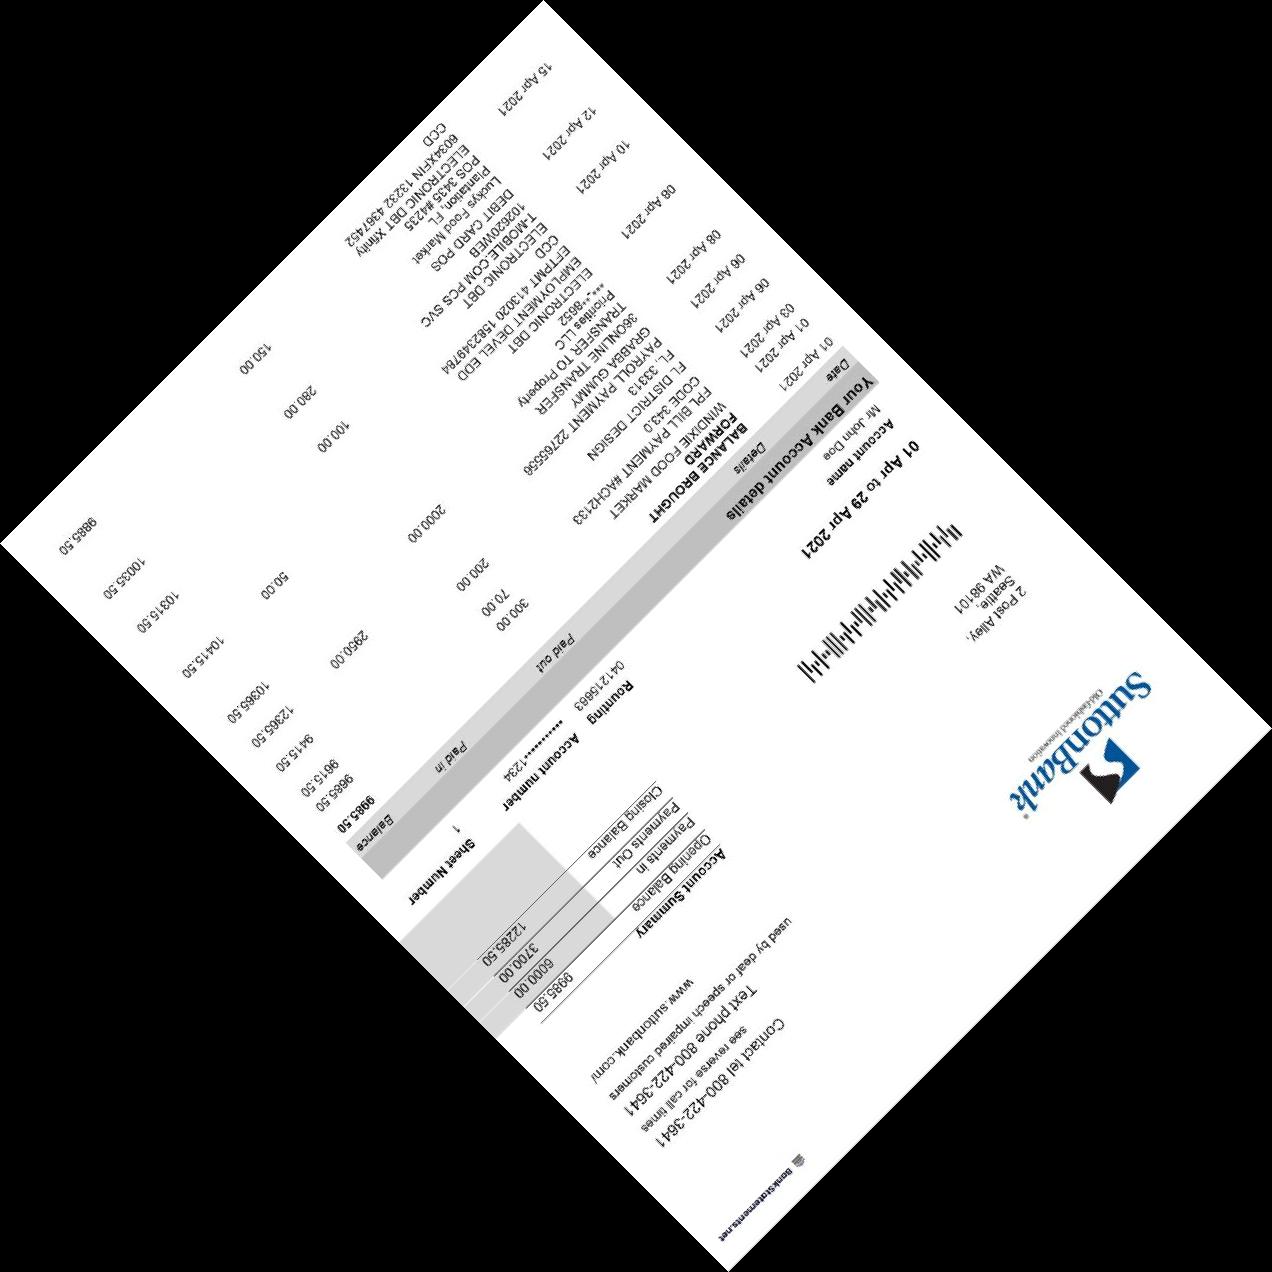 BankStatements.net
SuttonBank®
Old-fashioned Innovation
Contact tel 800-422-3641
see reverse for call times
Text phone 800-422-3641
used by deaf or speech impaired customers
www.suttonbank.com/
2 Post Alley,
Seattle,
WA 98101
Account Summary
Opening Balance 9985.50
Payments in 6000.00
Payments Out 3700.00
Closing Balance 12285.50
01 Apr to 29 Apr 2021
Account name Rounting Account number Sheet Number
Mr John Doe 041215663 ••••••••••1234 1
Your Bank Account details
Date Details Paid out Paid in Balance
01 Apr 2021 BALANCE BROUGHT 9985.50
FORWARD
01 Apr 2021 WINDIXIE FOOD MARKET 300.00 9685.50
FPL BILL PAYMENT #ACH2133
03 Apr 2021 CODE 343.0 70.00 9615.50
FL DISTRICT DESIGN
06 Apr 2021 FL, 33313 200.00 9415.50
PAYROLL PAYMENT 22765556
06 Apr 2021 GRABBA GUMMY 2950.00 12365.50
360NLINE TRANSFER
TRANSFER TO Property
08 Apr 2021 Priorities LLC 2000.00 10365.50
***-**-8652
ELECTRONIC DBT
EMPLOYMENT DEVEL EDD
08 Apr 2021 EFTPMT 413020 1582349784 50.00 10415.50
CCD
ELECTRONIC DBT
T-MOBILE.COM PCS SVC
10 Apr 2021 102620WEB 100.00 10315.50
DEBIT CARD POS
12 Apr 2021 Luckys Food Market 280.00 10035.50
Plantation, FL
POS 3435 #4235
ELECTRONIC DBT Xfinity
15 Apr 2021 6034XFIN 13232 4367452 150.00 9885.50
CCD